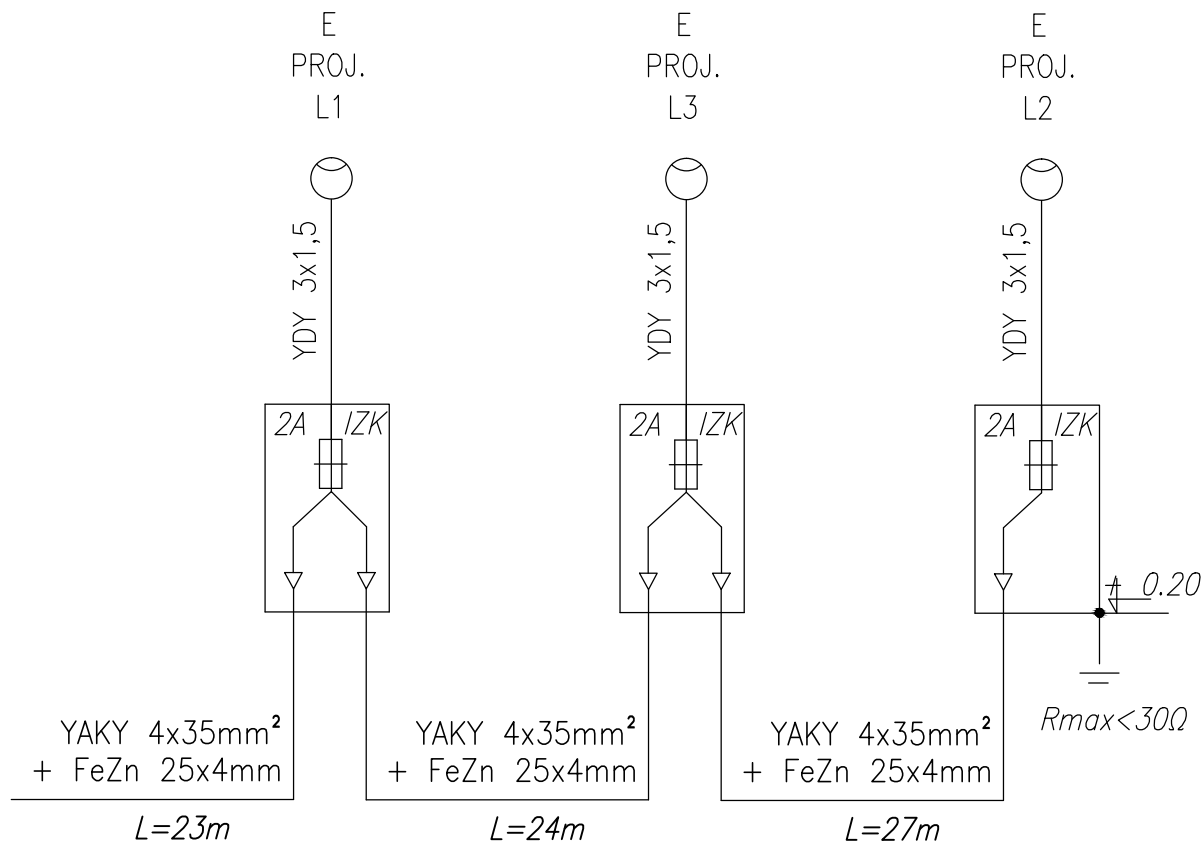 E
PROJ.
L1
E
PROJ.
L3
E
PROJ.
L2
YDY 3x1,5
YDY 3x1,5
YDY 3x1,5
2A IZK
2A IZK
2A IZK
+ 0.20
Rmax<30Ω
YAKY 4x35mm²
+ FeZn 25x4mm
L=23m
YAKY 4x35mm²
+ FeZn 25x4mm
L=24m
YAKY 4x35mm²
+ FeZn 25x4mm
L=27m